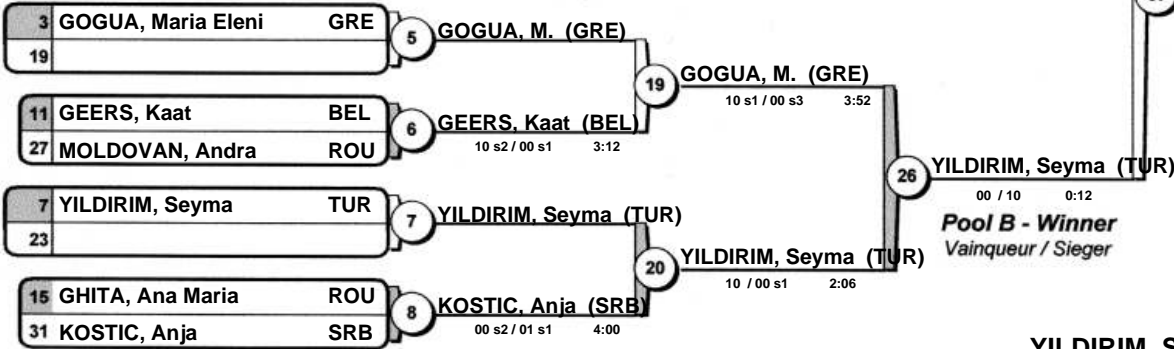 3 GOGUA, Maria Eleni GRE
19
5
GOGUA, M. (GRE)
11 GEERS, Kaat BEL
27 MOLDOVAN, Andra ROU
6
GEERS, Kaat (BEL)
10 s2 / 00 s1 3:12
19
GOGUA, M. (GRE)
10 s1 / 00 s3 3:52
7 YILDIRIM, Seyma TUR
23
7
YILDIRIM, Seyma (TUR)
15 GHITA, Ana Maria ROU
31 KOSTIC, Anja SRB
8
KOSTIC, Anja (SRB)
00 s2 / 01 s1 4:00
20
YILDIRIM, Seyma (TUR)
10 / 00 s1 2:06
26
YILDIRIM, Seyma (TUR)
00 / 10 0:12
Pool B - Winner
Vainqueur / Sieger
YILDIRIM, S